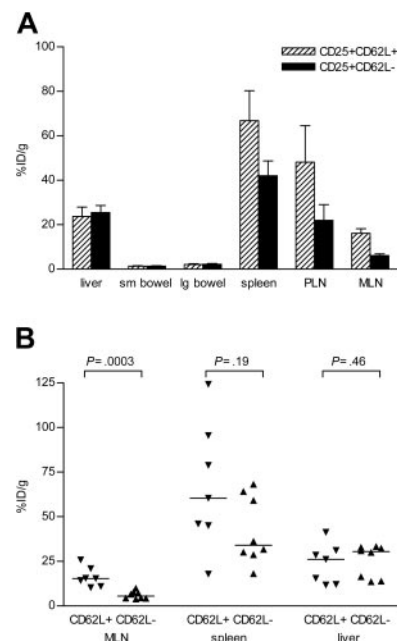 A
100
80
60
40
20
0
%ID/g
CD25+CD62L+
CD25+CD62L-
liver sm bowel lg bowel spleen PLN MLN
B
P= .0003 P= .19 P= .46
125
100
75
50
25
0
%ID/g
CD62L+ CD62L- CD62L+ CD62L- CD62L+ CD62L-
MLN spleen liver